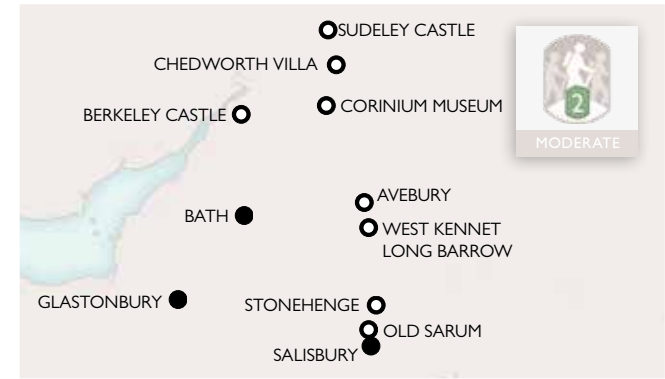 SUDELEY CASTLE
CHEDWORTH VILLA
CORINIUM MUSEUM
BERKELEY CASTLE
2
MODERATE
AVEBURY
BATH
WEST KENNET
LONG BARROW
GLASTONBURY
STONEHENGE
OLD SARUM
SALISBURY